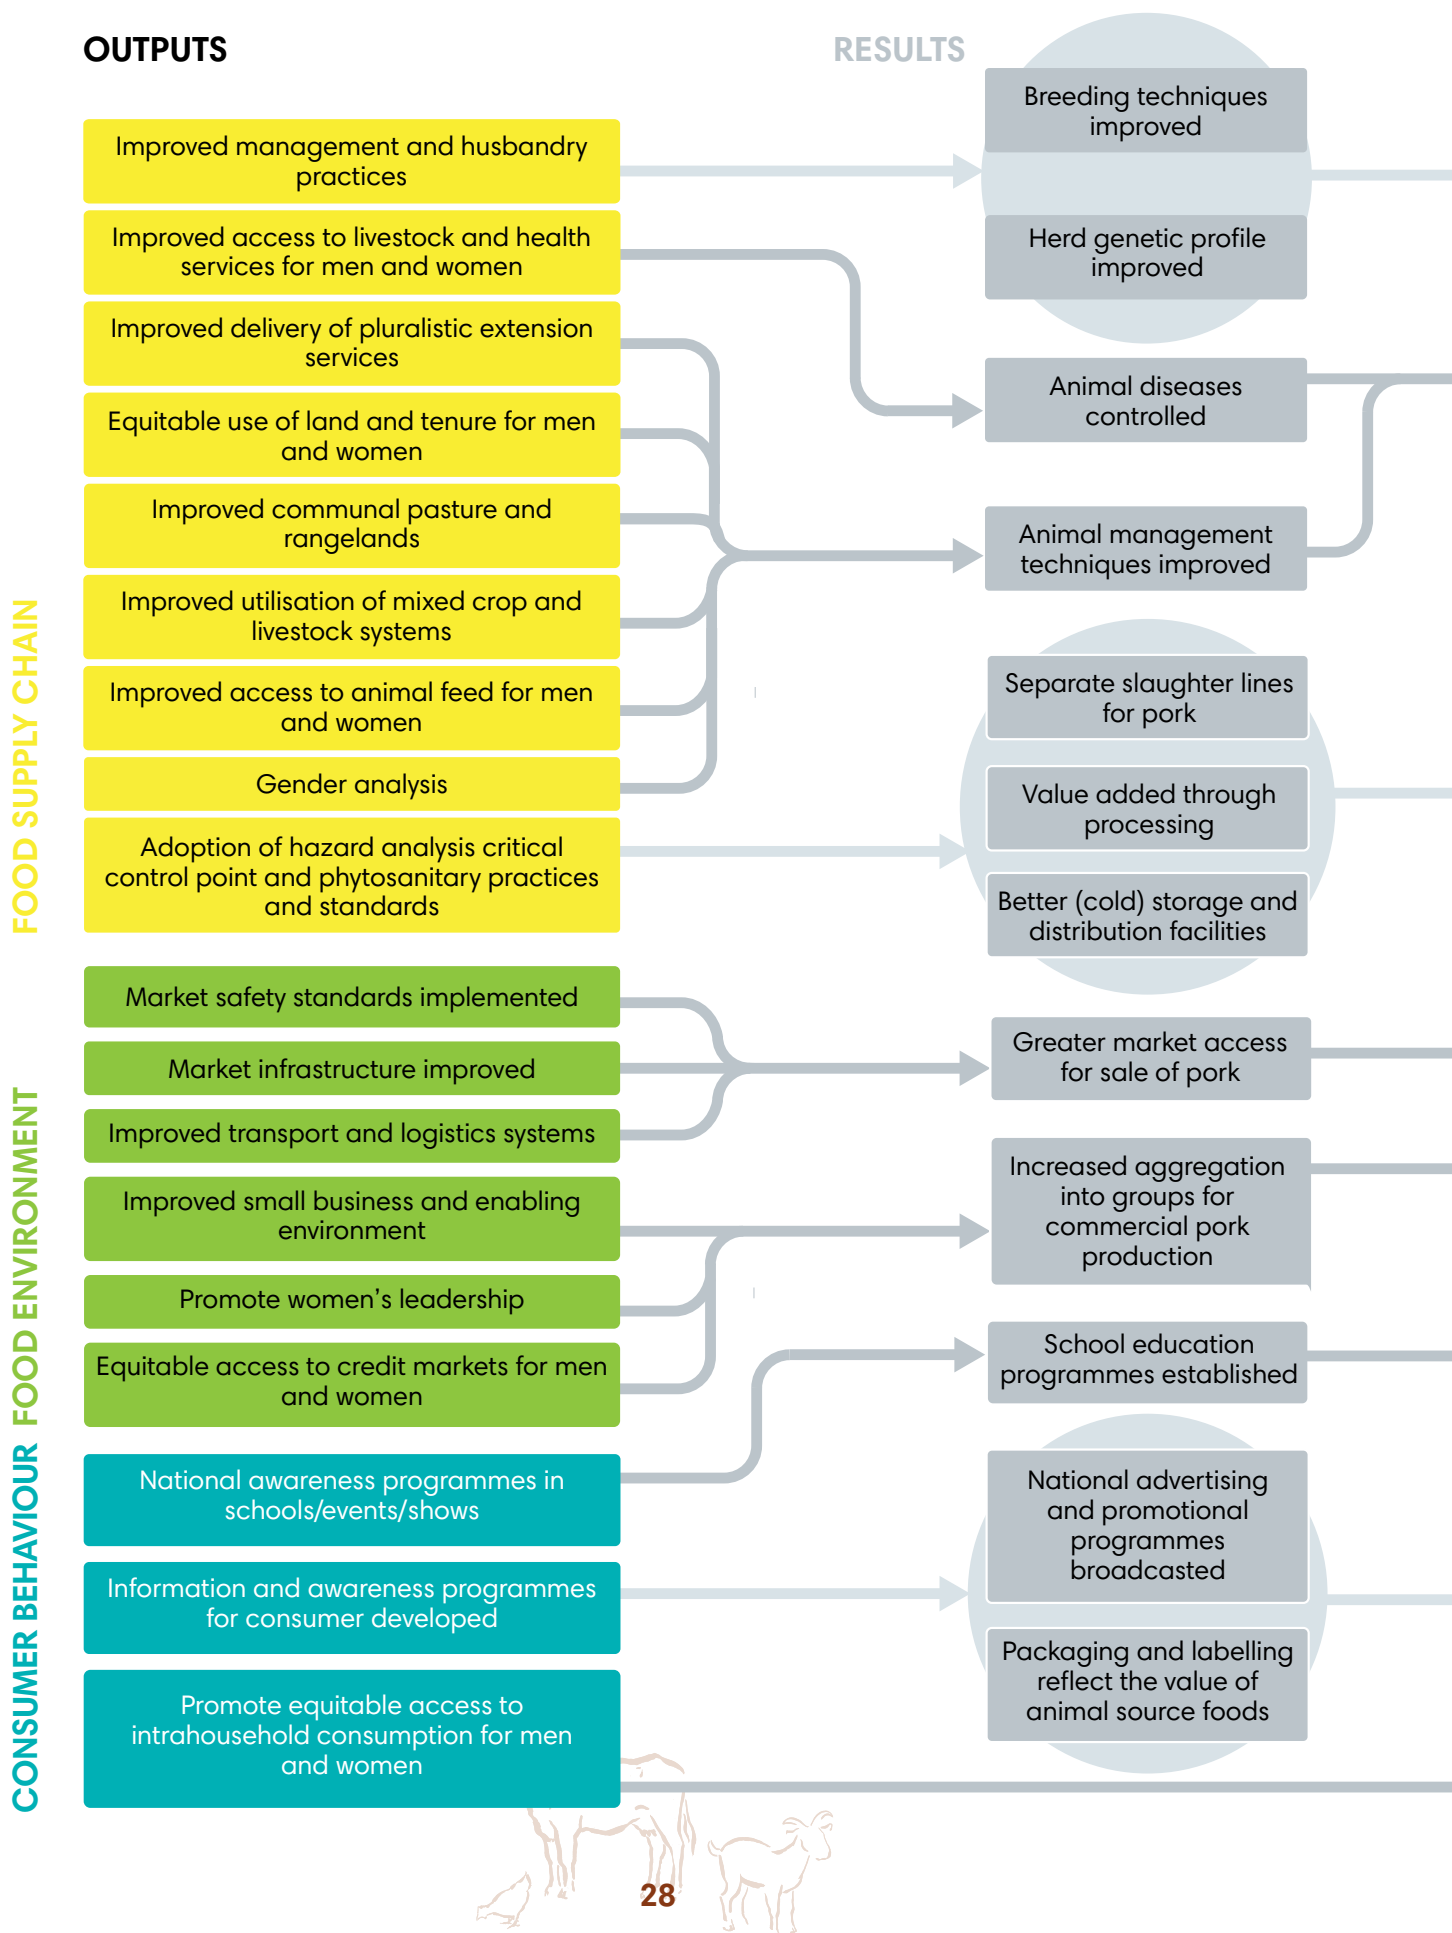 OUTPUTS
RESULTS
FOOD SUPPLY CHAIN
Improved management and husbandry
practices
Improved access to livestock and health
services for men and women
Improved delivery of pluralistic extension
services
Equitable use of land and tenure for men
and women
Improved communal pasture and
rangelands
Improved utilisation of mixed crop and
livestock systems
Improved access to animal feed for men
and women
Gender analysis
Adoption of hazard analysis critical
control point and phytosanitary practices
and standards
FOOD ENVIRONMENT
Market safety standards implemented
Market infrastructure improved
Improved transport and logistics systems
Improved small business and enabling
environment
Promote women’s leadership
Equitable access to credit markets for men
and women
CONSUMER BEHAVIOUR
National awareness programmes in
schools/events/shows
Information and awareness programmes
for consumer developed
Promote equitable access to
intrahousehold consumption for men
and women
Breeding techniques
improved
Herd genetic profile
improved
Animal diseases
controlled
Animal management
techniques improved
Separate slaughter lines
for pork
Value added through
processing
Better (cold) storage and
distribution facilities
Greater market access
for sale of pork
Increased aggregation
into groups for
commercial pork
production
School education
programmes established
National advertising
and promotional
programmes
broadcasted
Packaging and labelling
reflect the value of
animal source foods
28